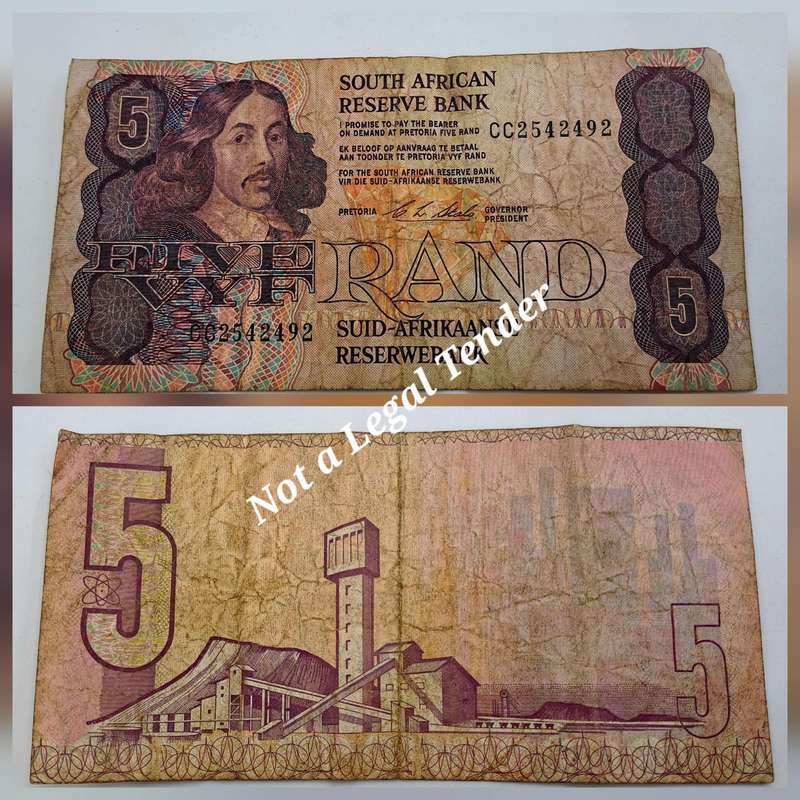 5
SOUTH AFRICAN
RESERVE BANK
I PROMISE TO PAY THE BEARER
ON DEMAND AT PRETORIA FIVE RAND
CC2542492
EK BELOOF OP AANVRAAG TE BETAAL
AAN TOONDER TE PRETORIA VYF RAND
FOR THE SOUTH AFRICAN RESERVE BANK
VIR DIE SUID-AFRIKAANSE RESERWEBANK
PRETORIA
GOVERNOR
PRESIDENT
FIVE
VYF
RAND
5
CC2542492
SUID-AFRIKAANSE
RESERWEBANK
Not a Legal Tender
5
5